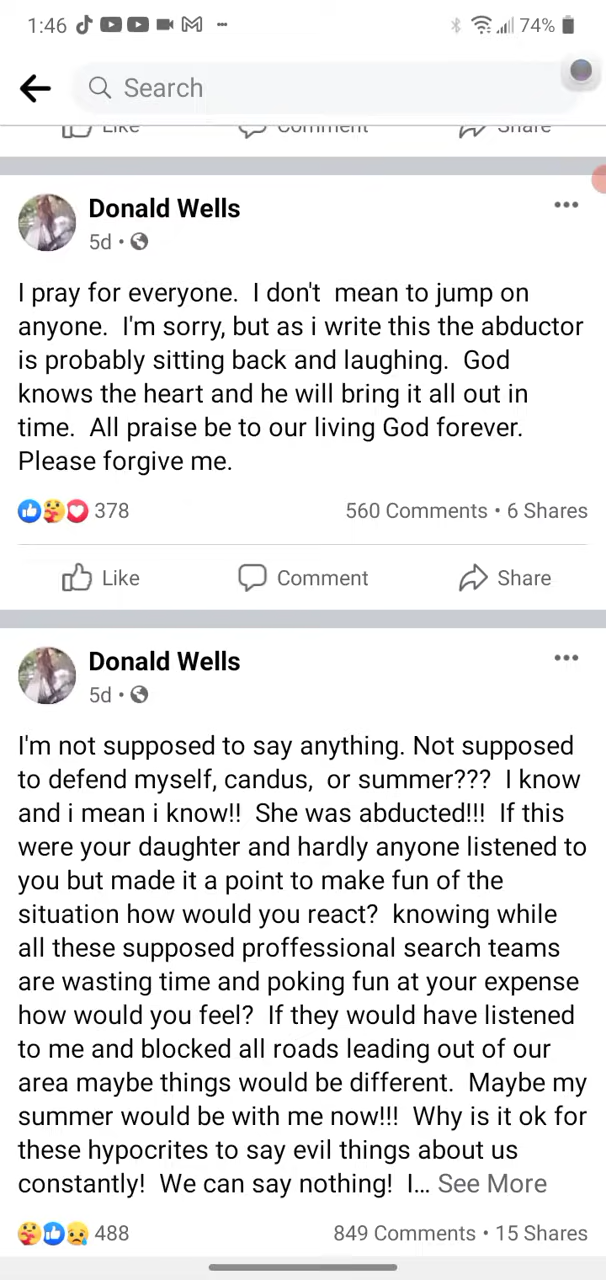 1:46 74%
Search
Like Comment Share
Donald Wells
5d •
I pray for everyone.  I don't  mean to jump on
anyone.  I'm sorry, but as i write this the abductor
is probably sitting back and laughing.  God
knows the heart and he will bring it all out in
time.  All praise be to our living God forever.
Please forgive me.
378 560 Comments • 6 Shares
Like Comment Share
Donald Wells
5d •
I'm not supposed to say anything. Not supposed
to defend myself, candus,  or summer???  I know
and i mean i know!!  She was abducted!!!  If this
were your daughter and hardly anyone listened to
you but made it a point to make fun of the
situation how would you react?  knowing while
all these supposed proffessional search teams
are wasting time and poking fun at your expense
how would you feel?  If they would have listened
to me and blocked all roads leading out of our
area maybe things would be different.  Maybe my
summer would be with me now!!!  Why is it ok for
these hypocrites to say evil things about us
constantly!  We can say nothing!  I... See More
488 849 Comments • 15 Shares